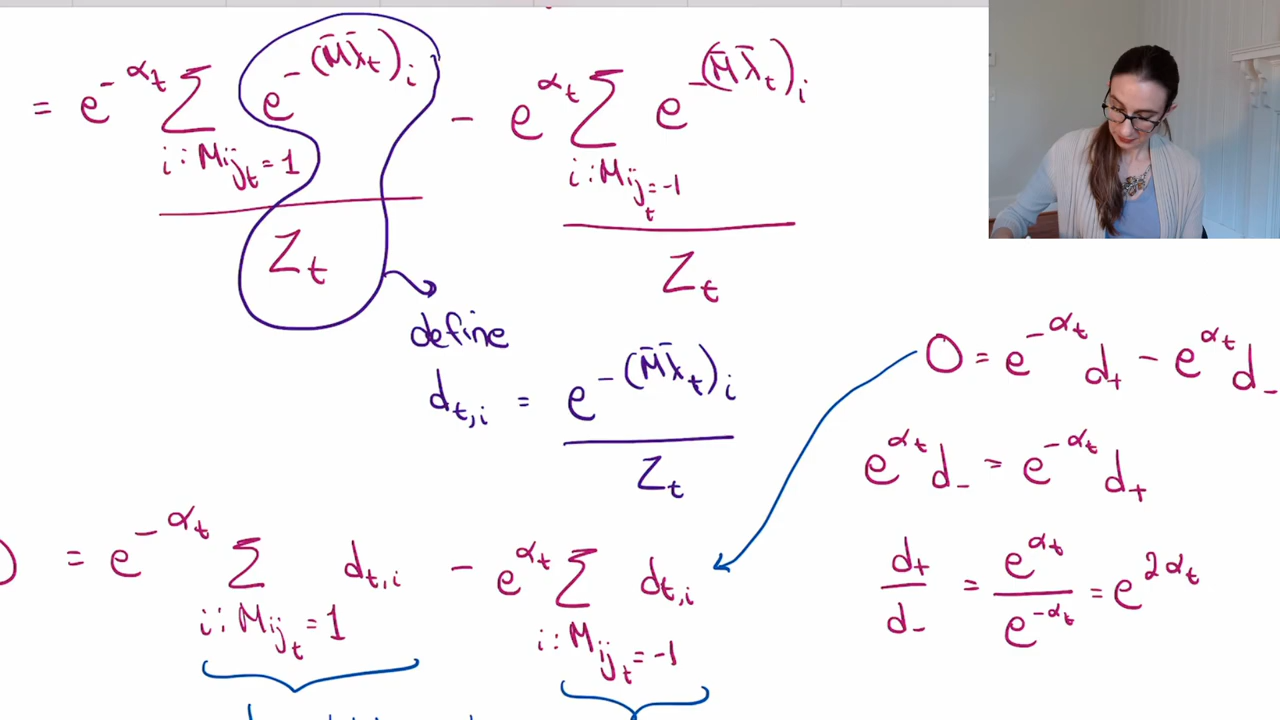 = e^{-α_t} Σ_{i : M_{ij_t} = 1} e^{-(M̄ λ̄_t)_i} / Z_t - e^{α_t} Σ_{i : M_{ij_t} = -1} e^{-(M̄ λ̄_t)_i} / Z_t
define
d_{t,i} = e^{-(M̄ λ̄_t)_i} / Z_t
0 = e^{-α_t} Σ_{i : M_{ij_t} = 1} d_{t,i} - e^{α_t} Σ_{i : M_{ij_t} = -1} d_{t,i}
0 = e^{-α_t} d_+ - e^{α_t} d_-
e^{α_t} d_- = e^{-α_t} d_+
d_+ / d_- = e^{α_t} / e^{-α_t} = e^{2α_t}